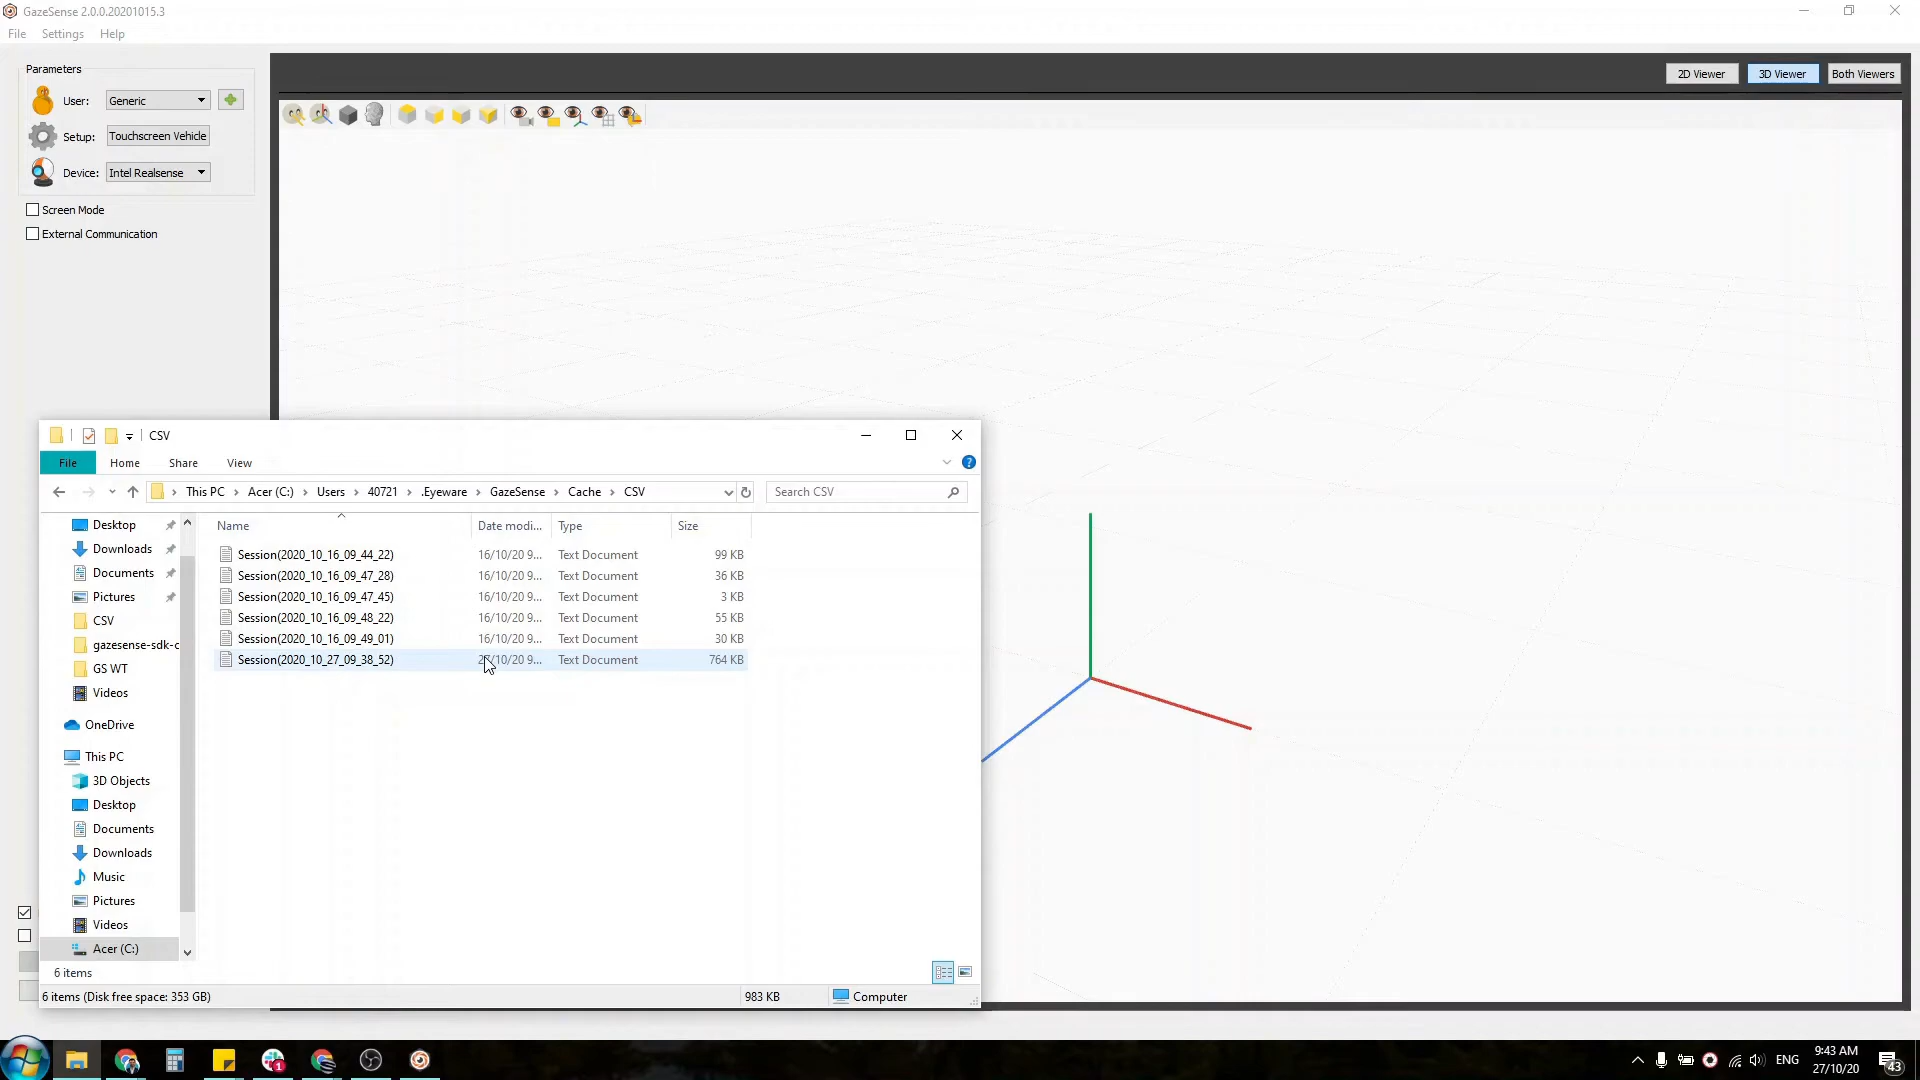 GazeSense 2.0.0.20201015.3
File Settings Help
Parameters
User: Generic
Setup: Touchscreen Vehicle
Device: Intel Realsense
Screen Mode
External Communication
2D Viewer 3D Viewer Both Viewers
CSV
File Home Share View
This PC Acer (C:) Users 40721 .Eyeware GazeSense Cache CSV
Search CSV
Desktop
Downloads
Documents
Pictures
CSV
gazesense-sdk-c
GS WT
Videos
OneDrive
This PC
3D Objects
Desktop
Documents
Downloads
Music
Pictures
Videos
Acer (C:)
Name Date modi... Type Size
Session(2020_10_16_09_44_22) 16/10/20 9... Text Document 99 KB
Session(2020_10_16_09_47_28) 16/10/20 9... Text Document 36 KB
Session(2020_10_16_09_47_45) 16/10/20 9... Text Document 3 KB
Session(2020_10_16_09_48_22) 16/10/20 9... Text Document 55 KB
Session(2020_10_16_09_49_01) 16/10/20 9... Text Document 30 KB
Session(2020_10_27_09_38_52) 27/10/20 9... Text Document 764 KB
6 items
6 items (Disk free space: 353 GB) 983 KB Computer
1
ENG
9:43 AM
27/10/20
43